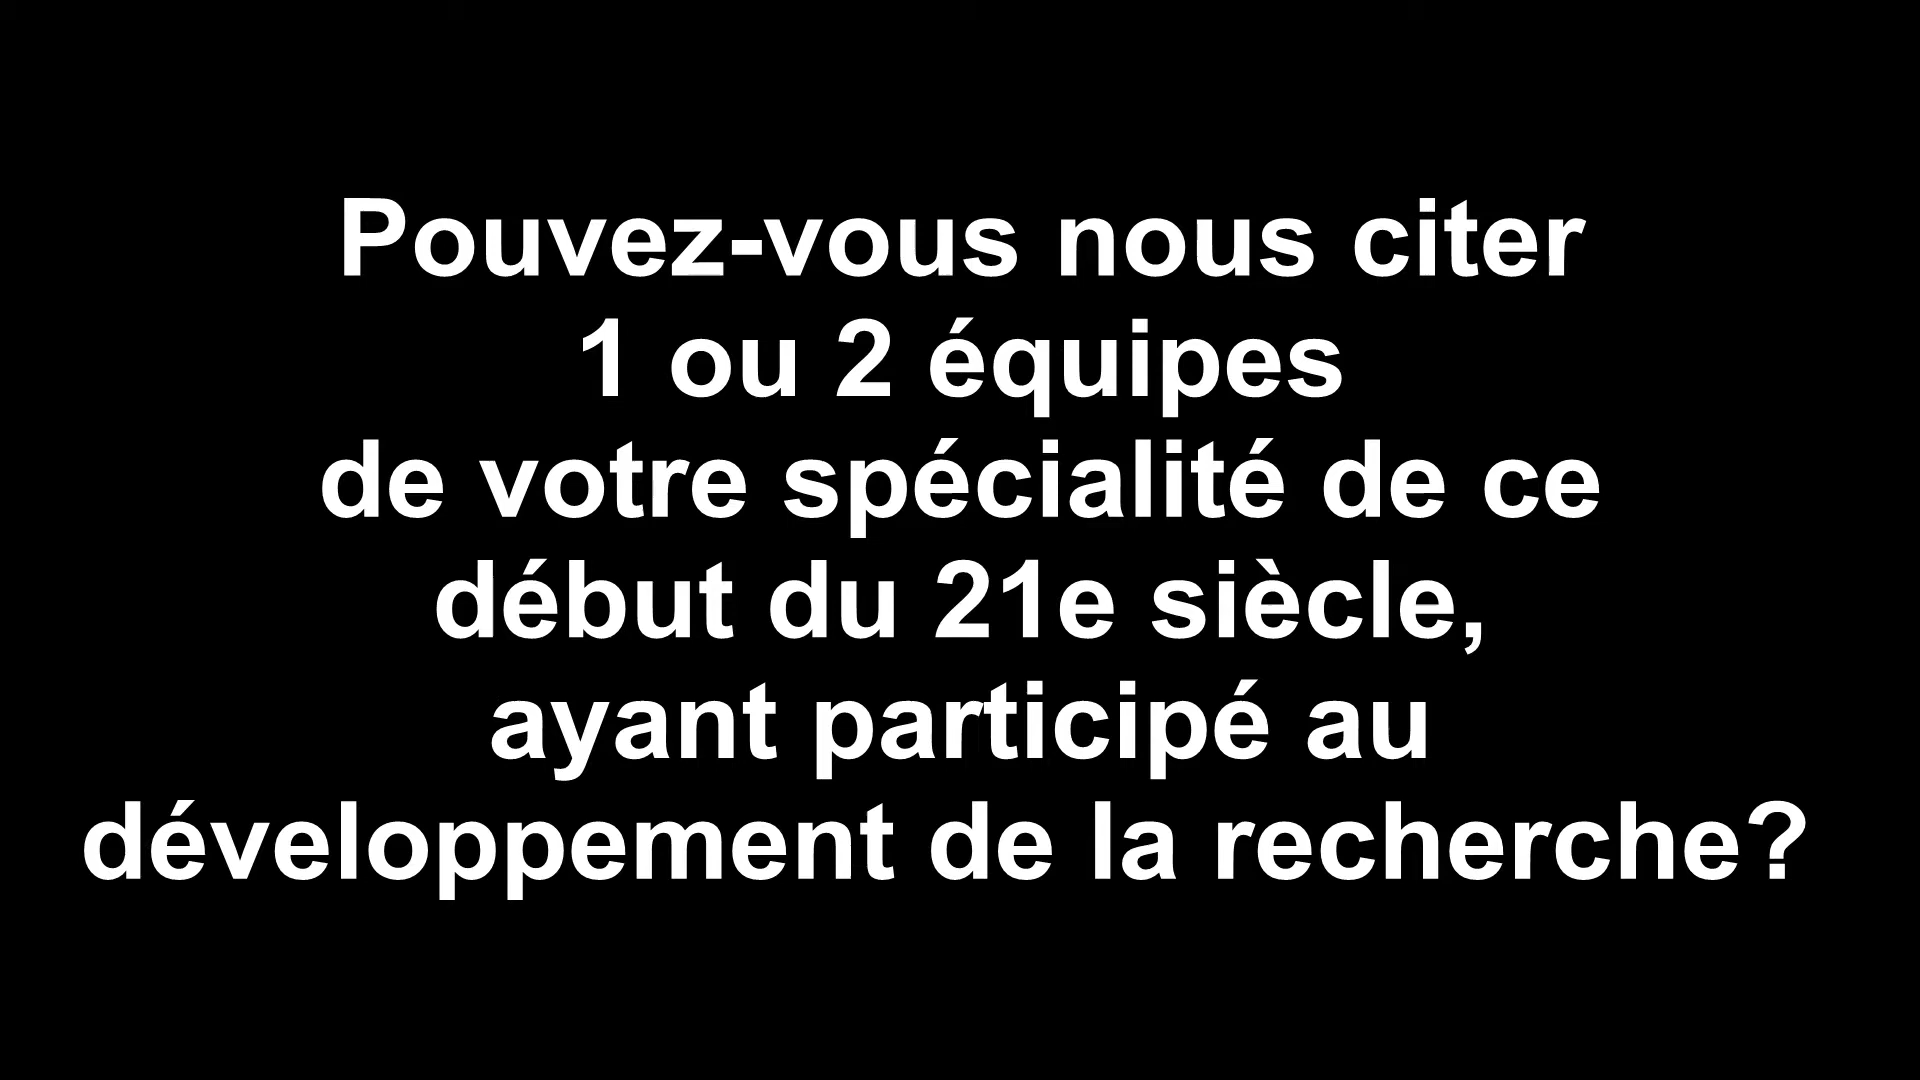 Pouvez-vous nous citer
1 ou 2 équipes
de votre spécialité de ce
début du 21e siècle,
ayant participé au
développement de la recherche?